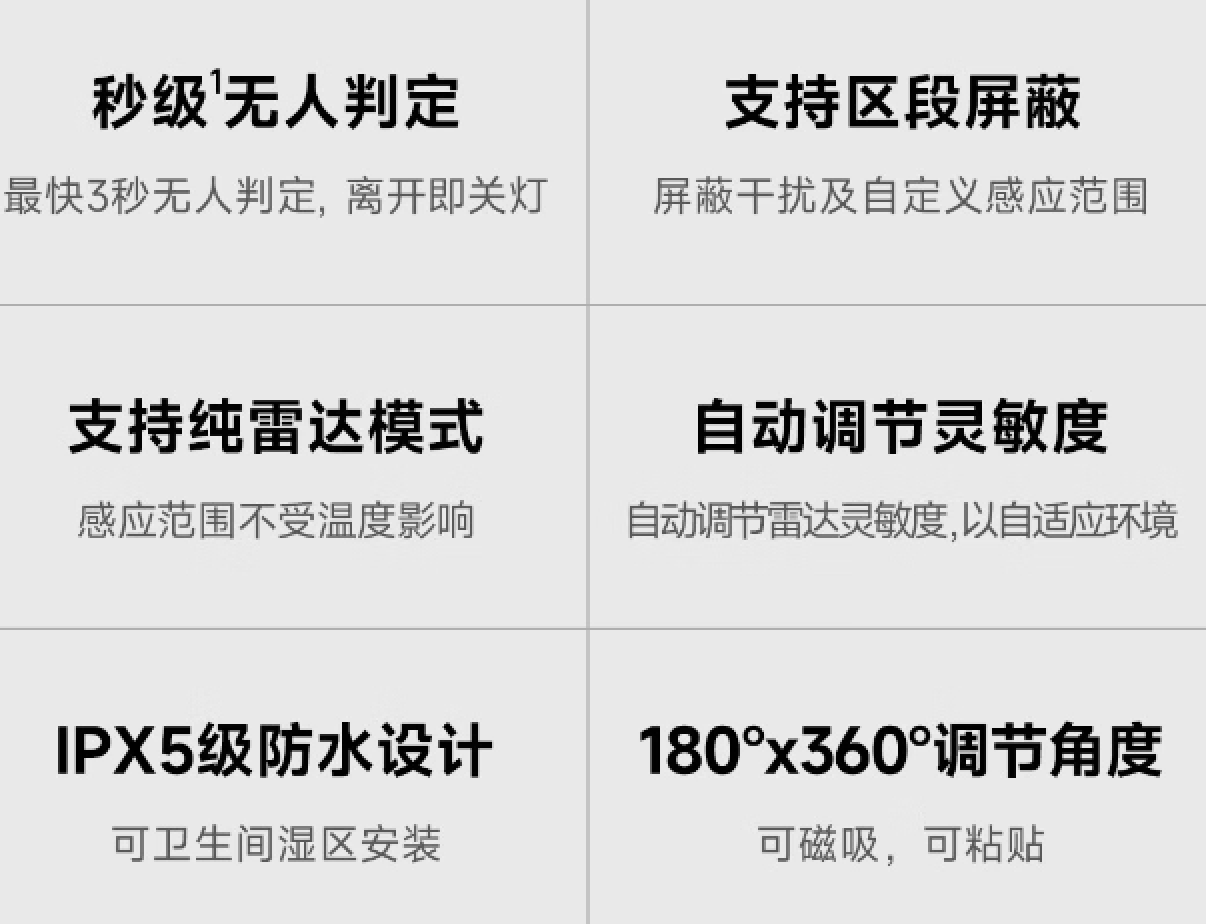 秒级¹无人判定
最快3秒无人判定, 离开即关灯
支持区段屏蔽
屏蔽干扰及自定义感应范围
支持纯雷达模式
感应范围不受温度影响
自动调节灵敏度
自动调节雷达灵敏度,以自适应环境
IPX5级防水设计
可卫生间湿区安装
180°x360°调节角度
可磁吸，可粘贴